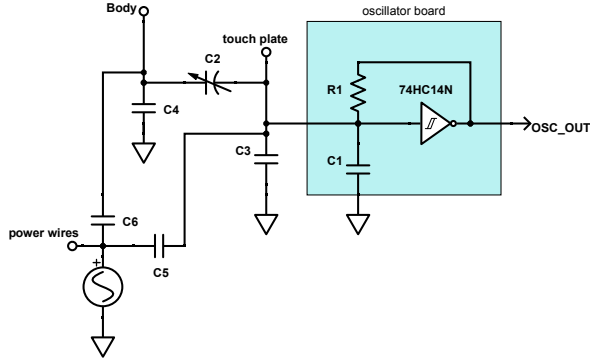 Body
oscillator board
touch plate
C2
R1
74HC14N
C4
OSC_OUT
C3
C1
C6
power wires
C5
+